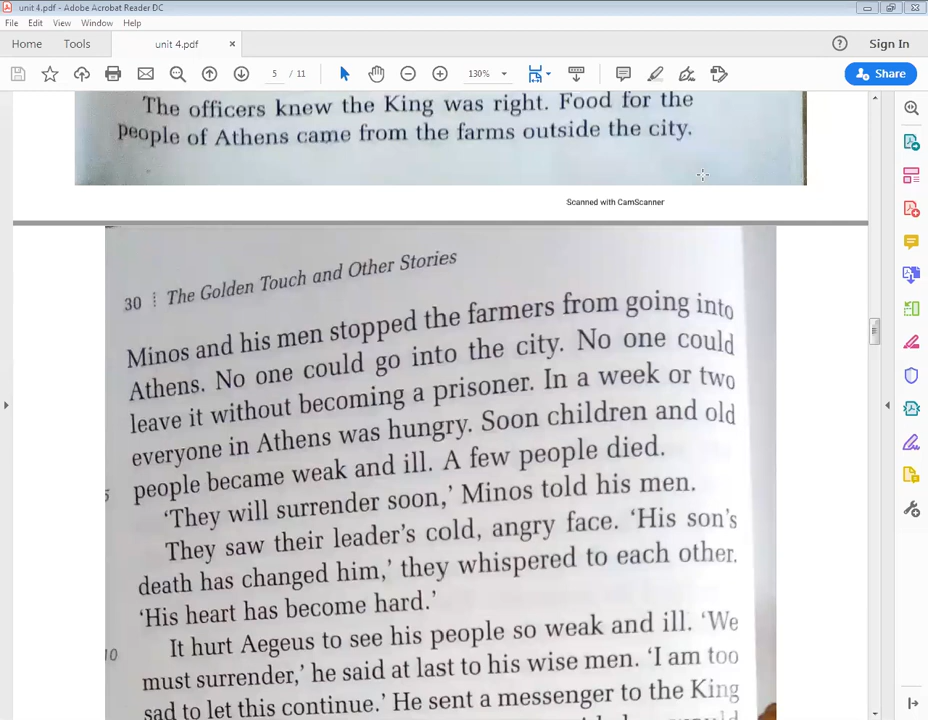 unit 4.pdf - Adobe Acrobat Reader DC
File Edit View Window Help
Home Tools unit 4.pdf × Sign In
5 / 11 130% Share
The officers knew the King was right. Food for the
people of Athens came from the farms outside the city.
Scanned with CamScanner
30 The Golden Touch and Other Stories
Minos and his men stopped the farmers from going into
Athens. No one could go into the city. No one could
leave it without becoming a prisoner. In a week or two
everyone in Athens was hungry. Soon children and old
people became weak and ill. A few people died.
5
‘They will surrender soon,’ Minos told his men.
They saw their leader’s cold, angry face. ‘His son’s
death has changed him,’ they whispered to each other.
‘His heart has become hard.’
It hurt Aegeus to see his people so weak and ill. ‘We
10
must surrender,’ he said at last to his wise men. ‘I am too
sad to let this continue.’ He sent a messenger to the King